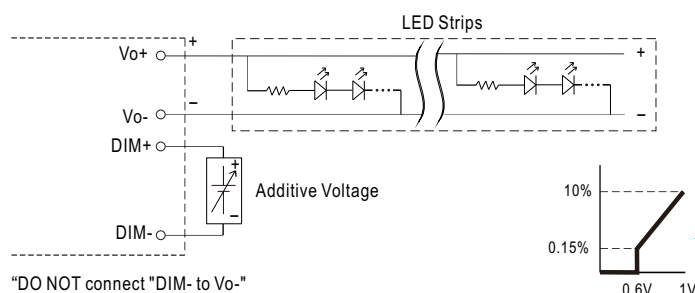 LED Strips
Vo+
+
+
Vo-
–
–
DIM+
+
Additive Voltage
–
DIM-
10%
0.15%
0.6V 1V
“DO NOT connect "DIM- to Vo-"